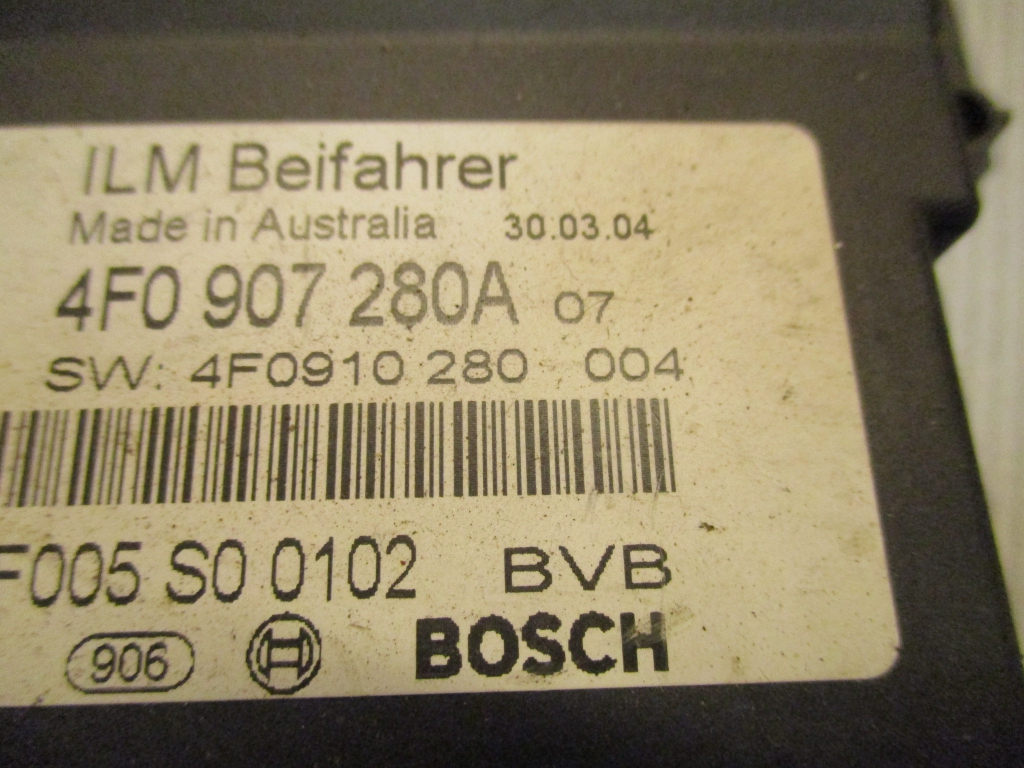 ILM Beifahrer
Made in Australia 30.03.04
4F0 907 280A 07
SW: 4F0910 280 004
F005 S0 0102 BVB
906 BOSCH